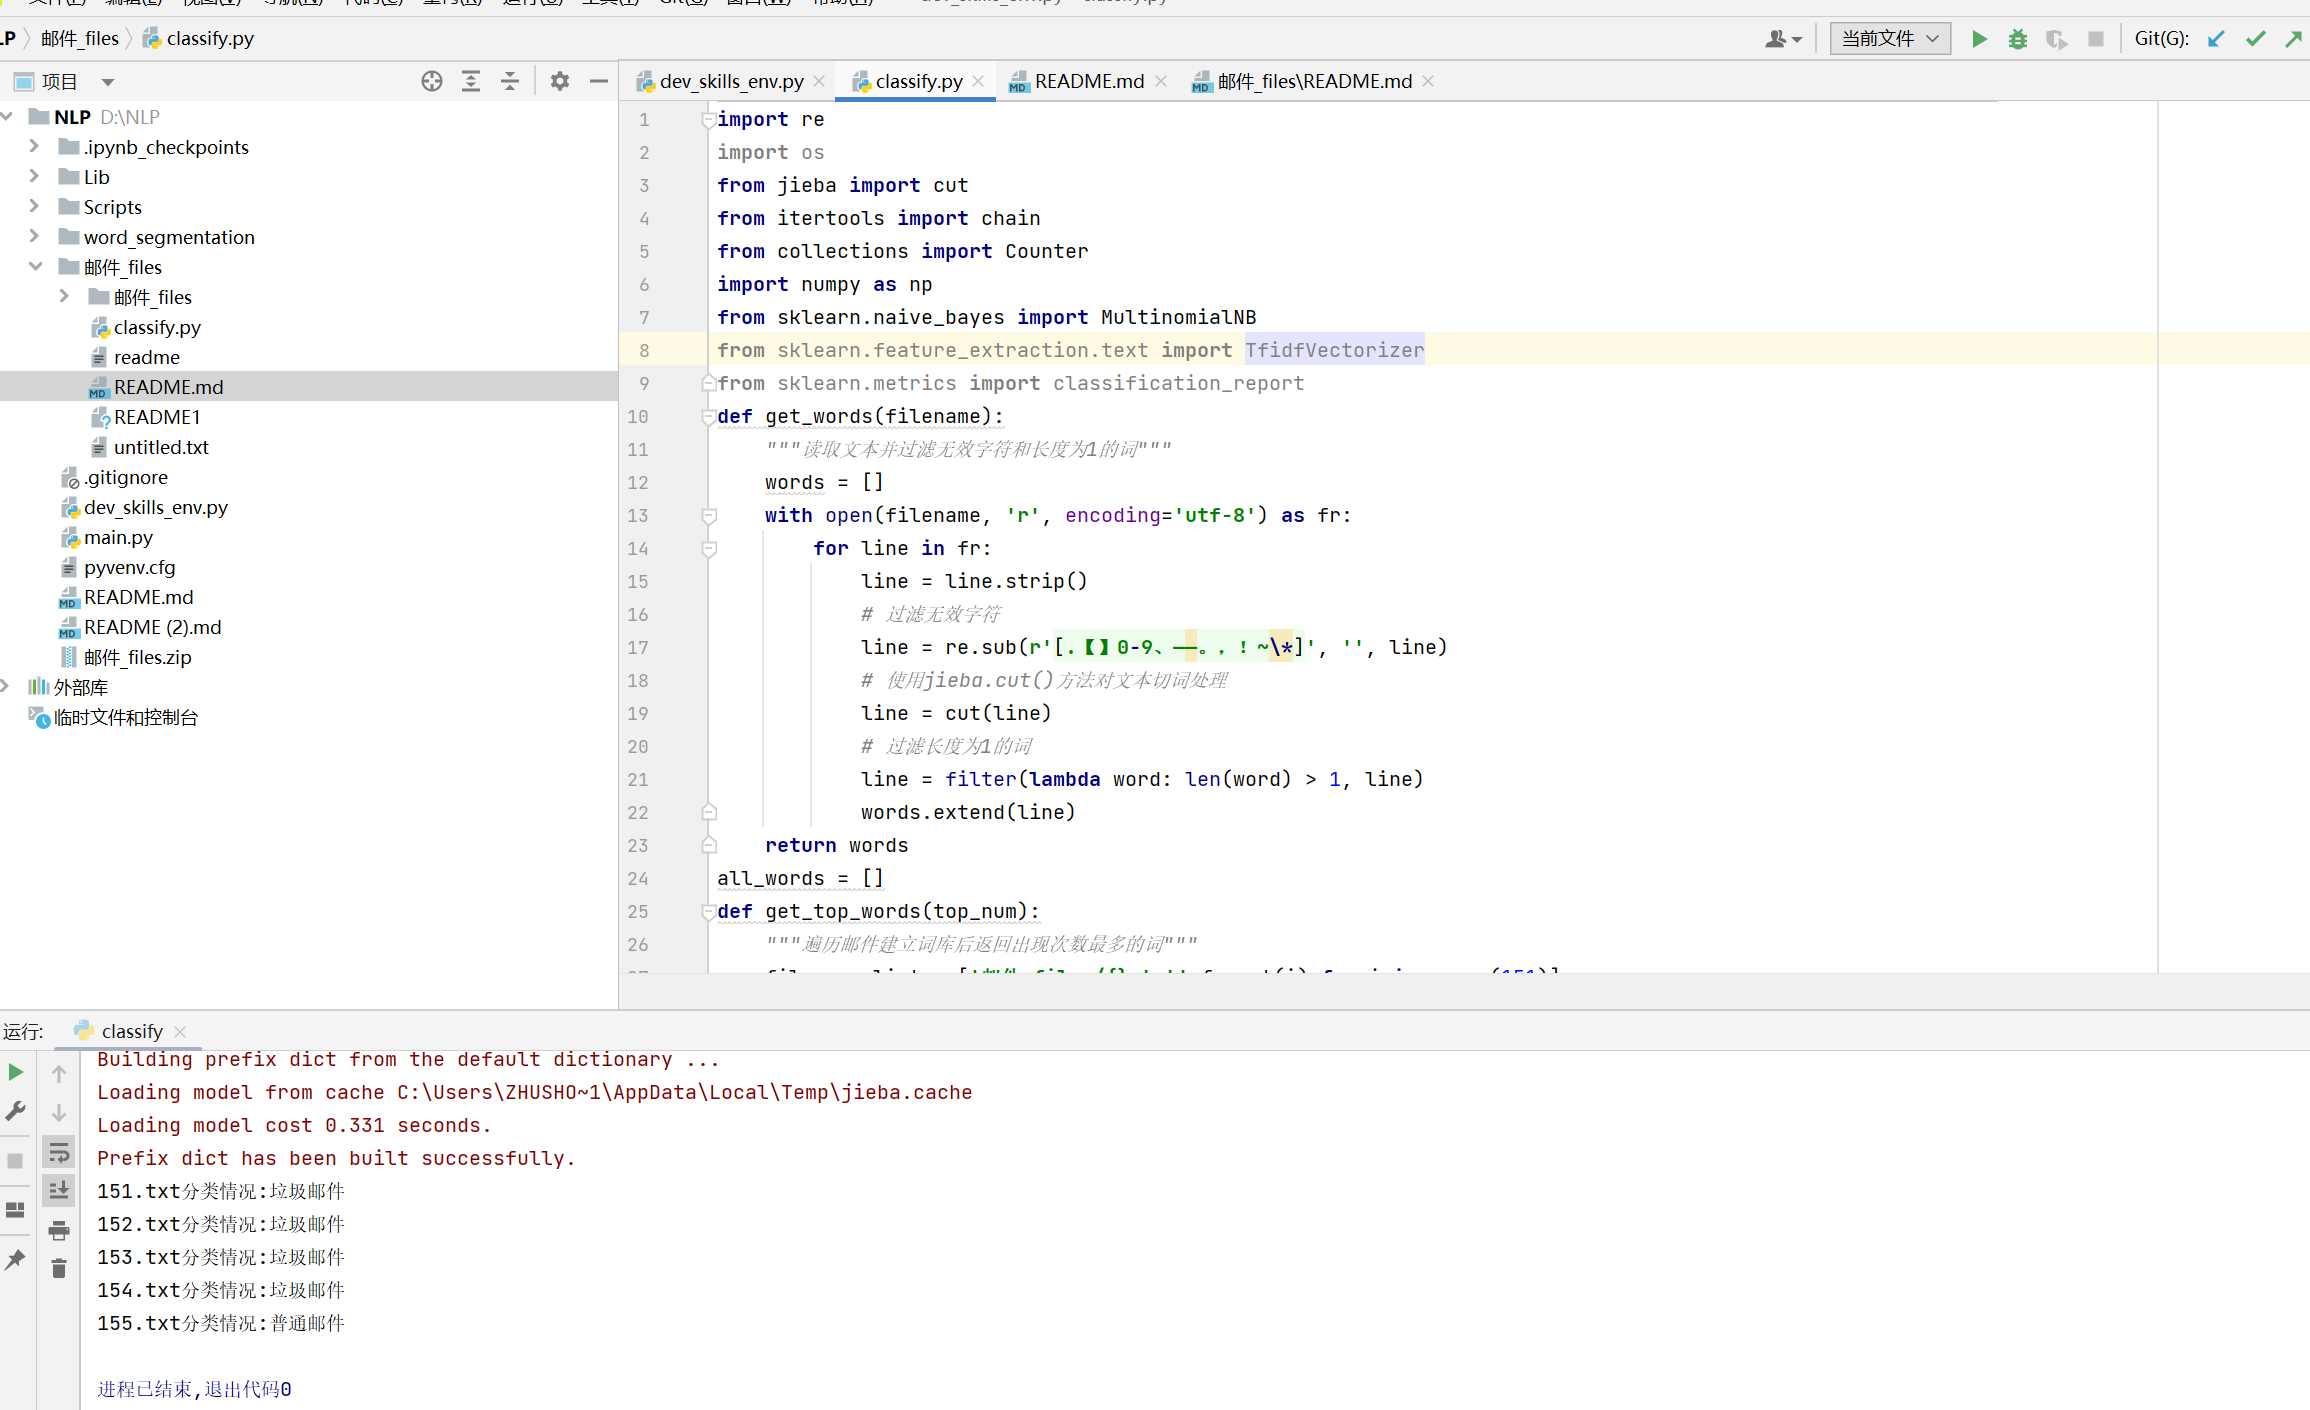 dev_skills_env.py - classify.py
LP 邮件_files classify.py
当前文件 Git(G):
项目
dev_skills_env.py classify.py README.md 邮件_files\README.md
NLP D:\NLP
.ipynb_checkpoints
Lib
Scripts
word_segmentation
邮件_files
邮件_files
classify.py
readme
README.md
README1
untitled.txt
.gitignore
dev_skills_env.py
main.py
pyvenv.cfg
README.md
README (2).md
邮件_files.zip
外部库
临时文件和控制台
1 import re
2 import os
3 from jieba import cut
4 from itertools import chain
5 from collections import Counter
6 import numpy as np
7 from sklearn.naive_bayes import MultinomialNB
8 from sklearn.feature_extraction.text import TfidfVectorizer
9 from sklearn.metrics import classification_report
10 def get_words(filename):
11 """读取文本并过滤无效字符和长度为1的词"""
12 words = []
13 with open(filename, 'r', encoding='utf-8') as fr:
14 for line in fr:
15 line = line.strip()
16 # 过滤无效字符
17 line = re.sub(r'[.【】0-9、——。，！~\*]', '', line)
18 # 使用jieba.cut()方法对文本切词处理
19 line = cut(line)
20 # 过滤长度为1的词
21 line = filter(lambda word: len(word) > 1, line)
22 words.extend(line)
23 return words
24 all_words = []
25 def get_top_words(top_num):
26 """遍历邮件建立词库后返回出现次数最多的词"""
运行: classify
Building prefix dict from the default dictionary ...
Loading model from cache C:\Users\ZHUSHO~1\AppData\Local\Temp\jieba.cache
Loading model cost 0.331 seconds.
Prefix dict has been built successfully.
151.txt分类情况:垃圾邮件
152.txt分类情况:垃圾邮件
153.txt分类情况:垃圾邮件
154.txt分类情况:垃圾邮件
155.txt分类情况:普通邮件
进程已结束,退出代码0